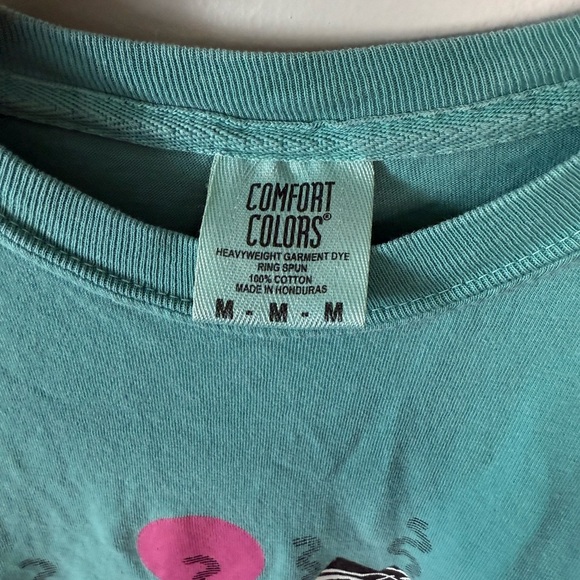 COMFORT
COLORS®
HEAVYWEIGHT GARMENT DYE
RING SPUN
100% COTTON
MADE IN HONDURAS
M - M - M